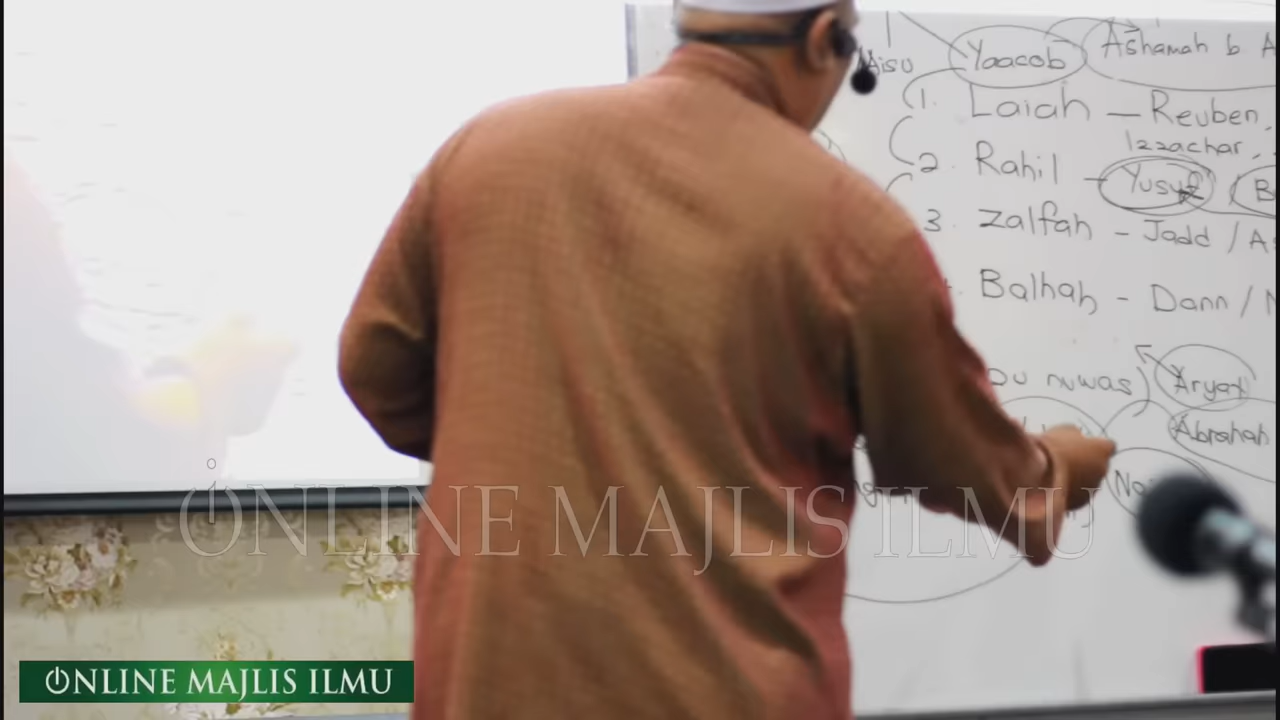 Aisu Yaacob Ashamah b A
1. Laiah — Reuben,
Izzachar,
2. Rahil - Yusuf B
3. Zalfah - Jadd / A
Balhah - Dann / N
nuwas Aryat
Abrahah
ONLINE MAJLIS ILMU
ONLINE MAJLIS ILMU